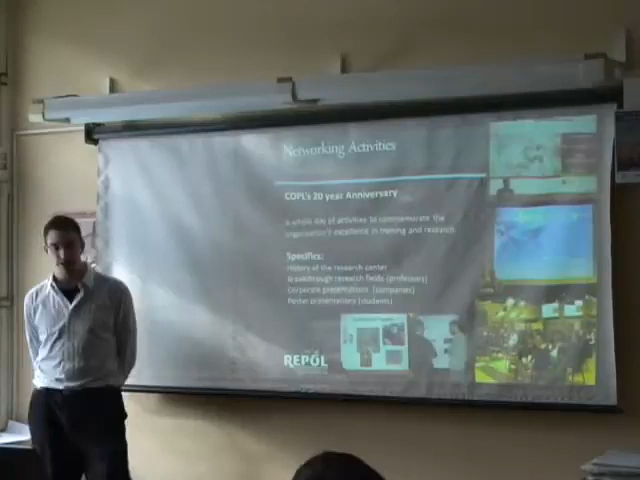 Networking Activities
COPL's 20 year Anniversary
a whole day of activities to commemorate the
organisation's excellence in training and research
Specifics:
History of the research center
Breakthrough research fields (professors)
Corporate presentations (companies)
Poster presentations (students)
REPOL